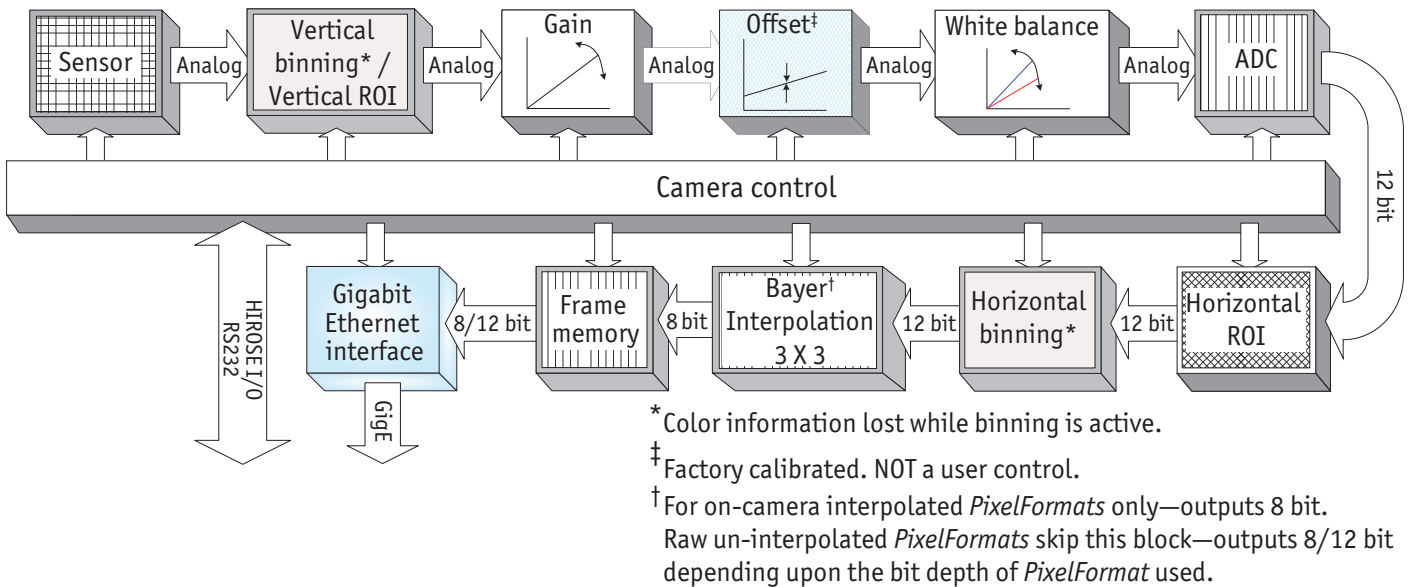 Sensor
Analog
Vertical
binning* /
Vertical ROI
Analog
Gain
Analog
Offset‡
Analog
White balance
Analog
ADC
12 bit
Camera control
HIROSE I/O
RS232
Gigabit
Ethernet
interface
GigE
8/12 bit
Frame
memory
8 bit
Bayer†
Interpolation
3 X 3
12 bit
Horizontal
binning*
12 bit
Horizontal
ROI
*Color information lost while binning is active.
‡Factory calibrated. NOT a user control.
†For on-camera interpolated PixelFormats only—outputs 8 bit.
Raw un-interpolated PixelFormats skip this block—outputs 8/12 bit
depending upon the bit depth of PixelFormat used.